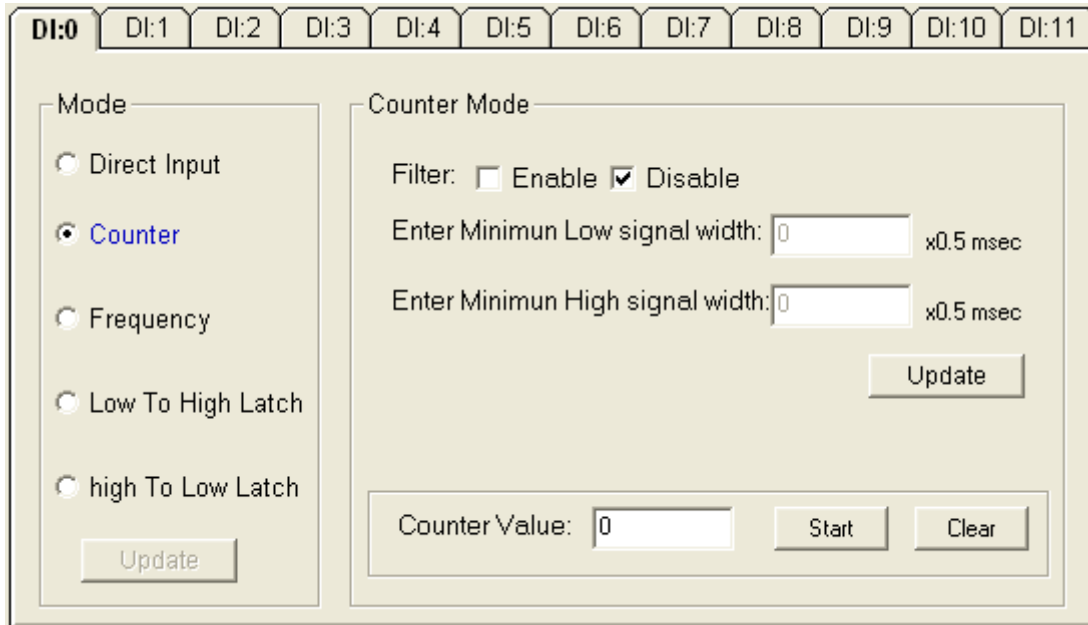 DI:0 DI:1 DI:2 DI:3 DI:4 DI:5 DI:6 DI:7 DI:8 DI:9 DI:10 DI:11
Mode
Direct Input
Counter
Frequency
Low To High Latch
high To Low Latch
Update
Counter Mode
Filter: Enable Disable
Enter Minimun Low signal width: 0 x0.5 msec
Enter Minimun High signal width: 0 x0.5 msec
Update
Counter Value: 0 Start Clear